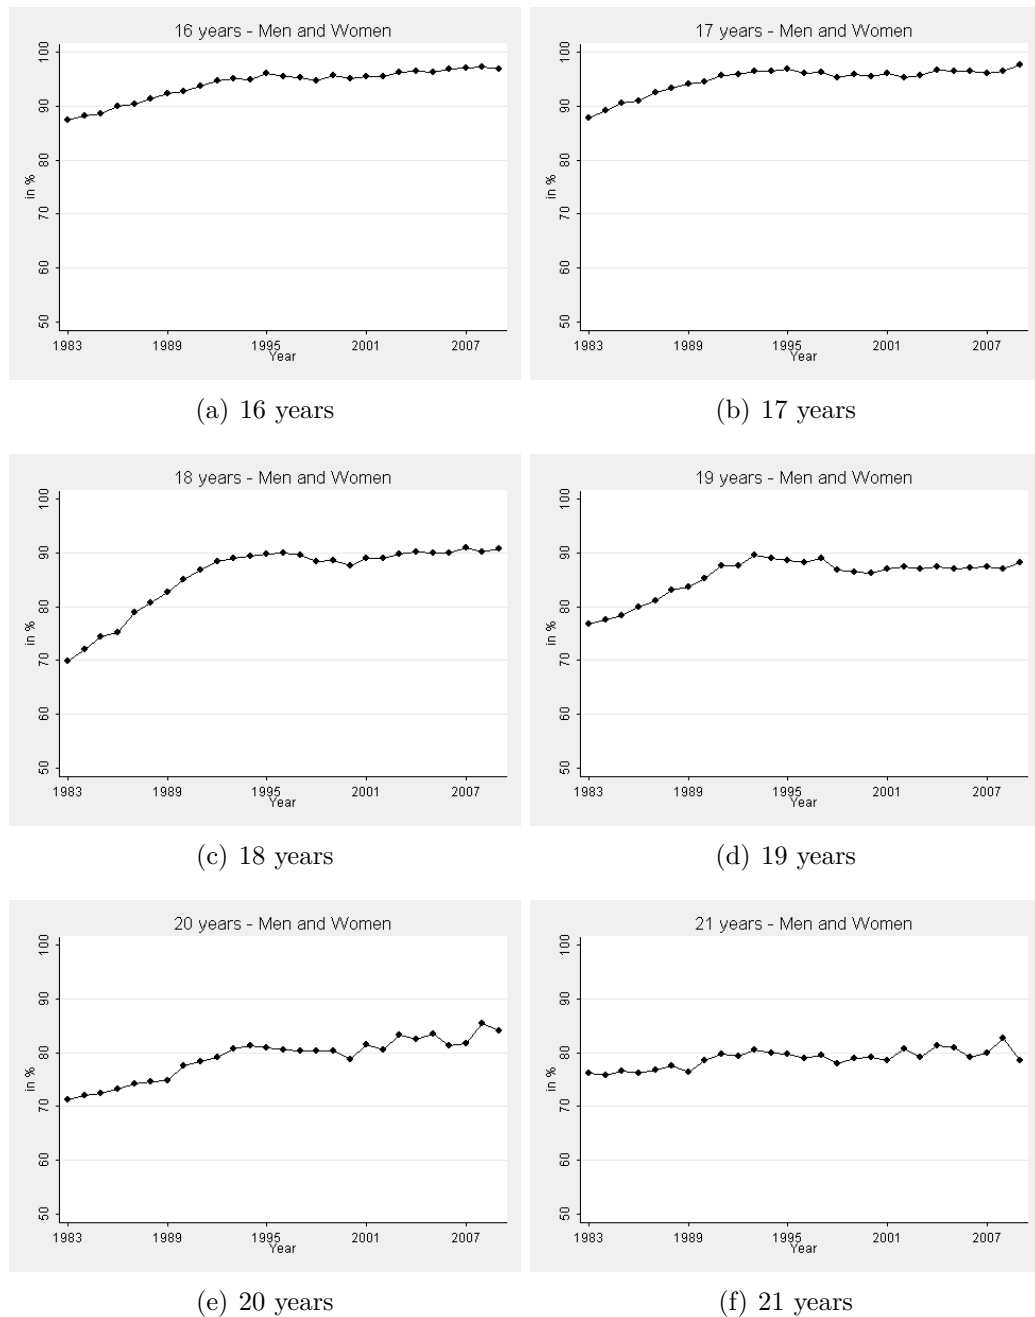 16 years - Men and Women
100
90
80
in %
70
60
50
1983 1989 1995 2001 2007
Year
(a) 16 years
17 years - Men and Women
100
90
80
in %
70
60
50
1983 1989 1995 2001 2007
Year
(b) 17 years
18 years - Men and Women
100
90
80
in %
70
60
50
1983 1989 1995 2001 2007
Year
(c) 18 years
19 years - Men and Women
100
90
80
in %
70
60
50
1983 1989 1995 2001 2007
Year
(d) 19 years
20 years - Men and Women
100
90
80
in %
70
60
50
1983 1989 1995 2001 2007
Year
(e) 20 years
21 years - Men and Women
100
90
80
in %
70
60
50
1983 1989 1995 2001 2007
Year
(f) 21 years